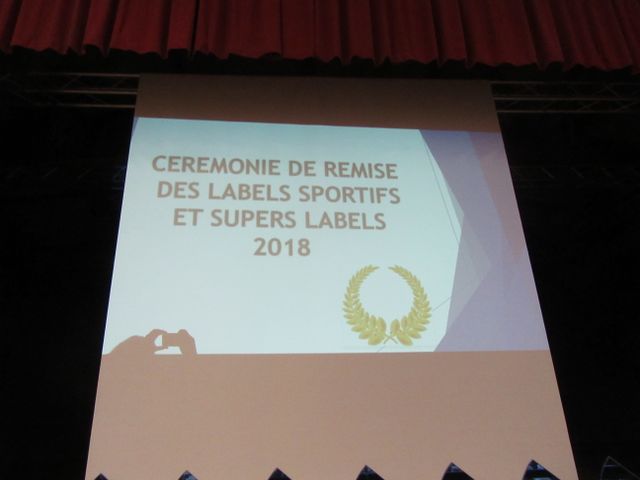 CEREMONIE DE REMISE
DES LABELS SPORTIFS
ET SUPERS LABELS
2018